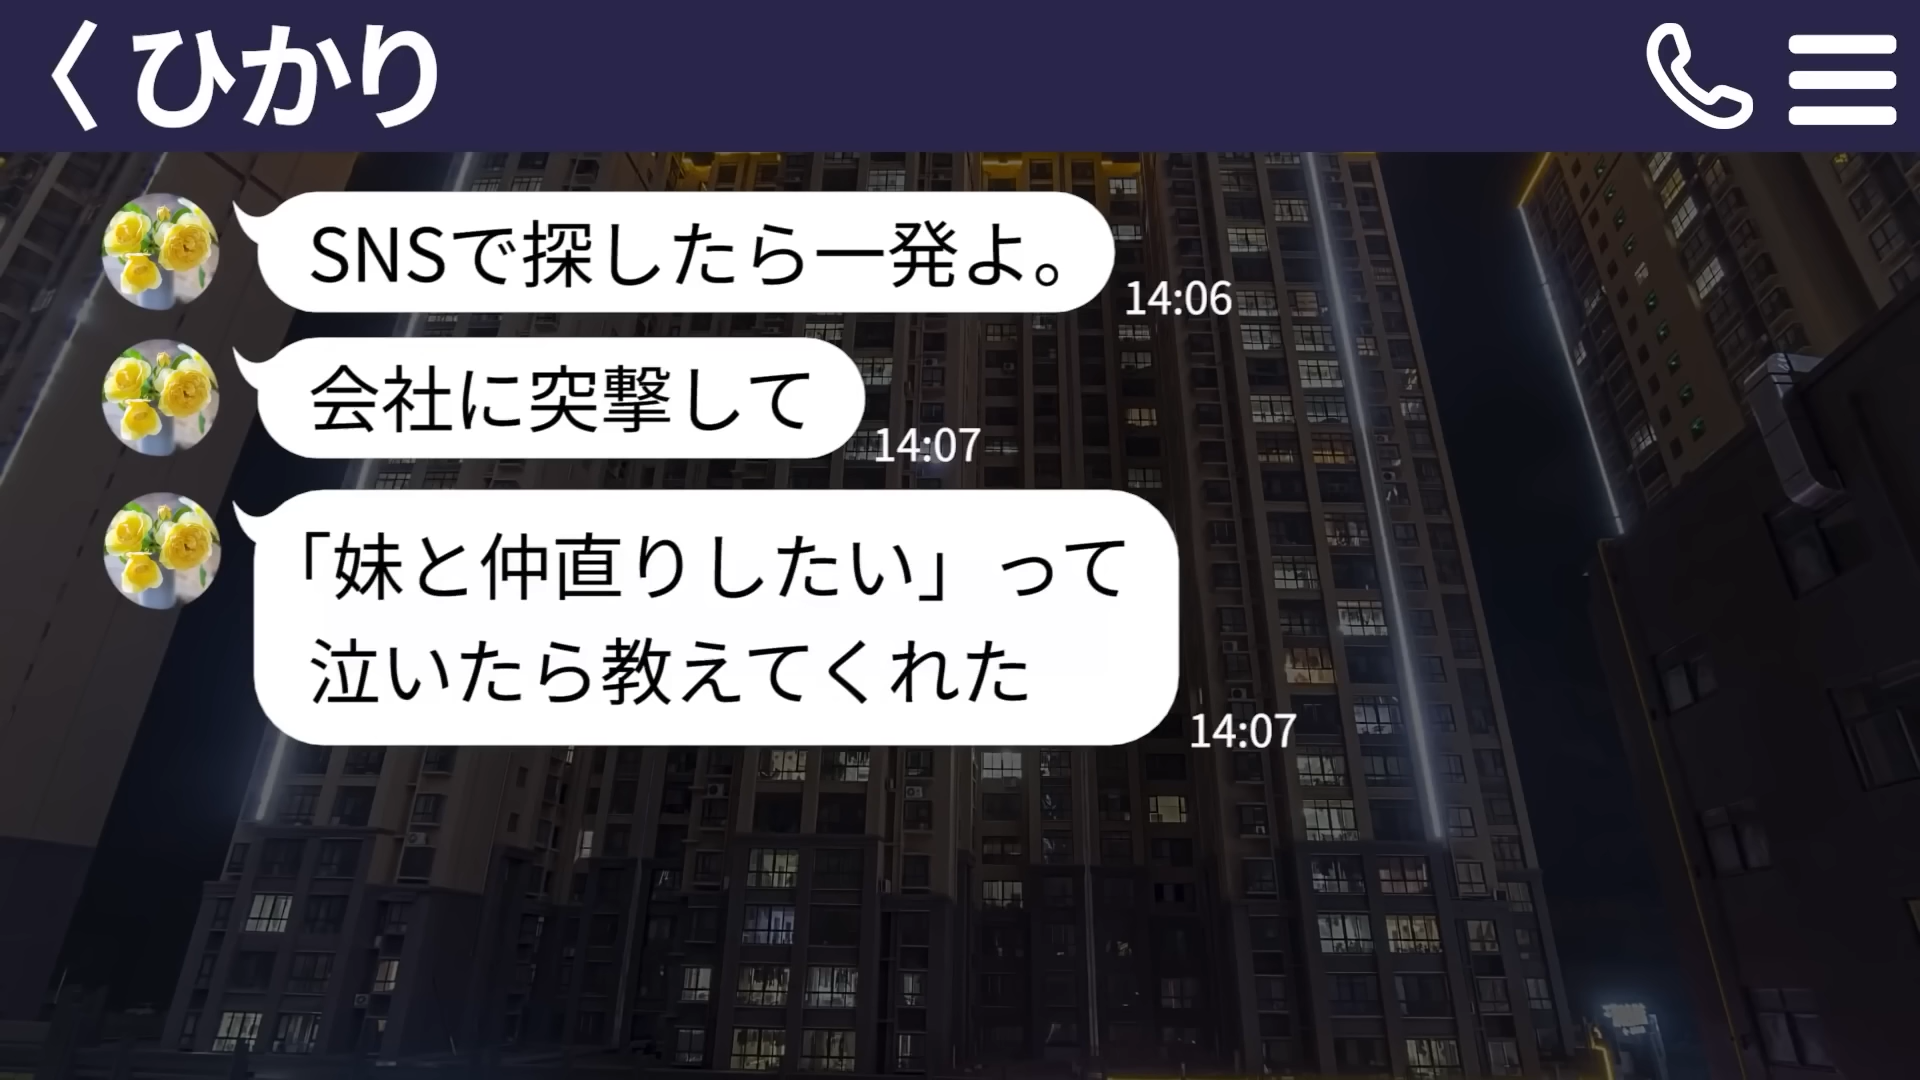 ひかり
SNSで探したら一発よ。
14:06
会社に突撃して
14:07
「妹と仲直りしたい」って
泣いたら教えてくれた
14:07